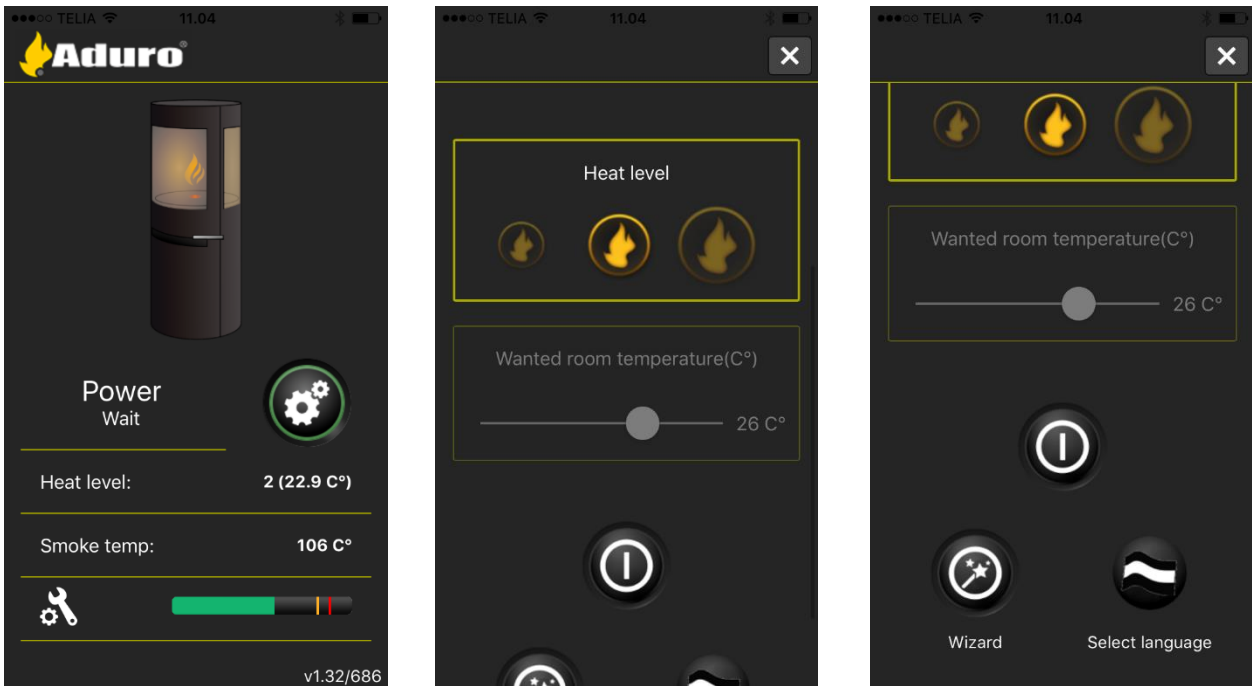 TELIA 11.04
Aduro®
Power
Wait
Heat level: 2 (22.9 C°)
Smoke temp: 106 C°
v1.32/686
TELIA 11.04
Heat level
Wanted room temperature(C°)
26 C°
TELIA 11.04
Wanted room temperature(C°)
26 C°
Wizard Select language